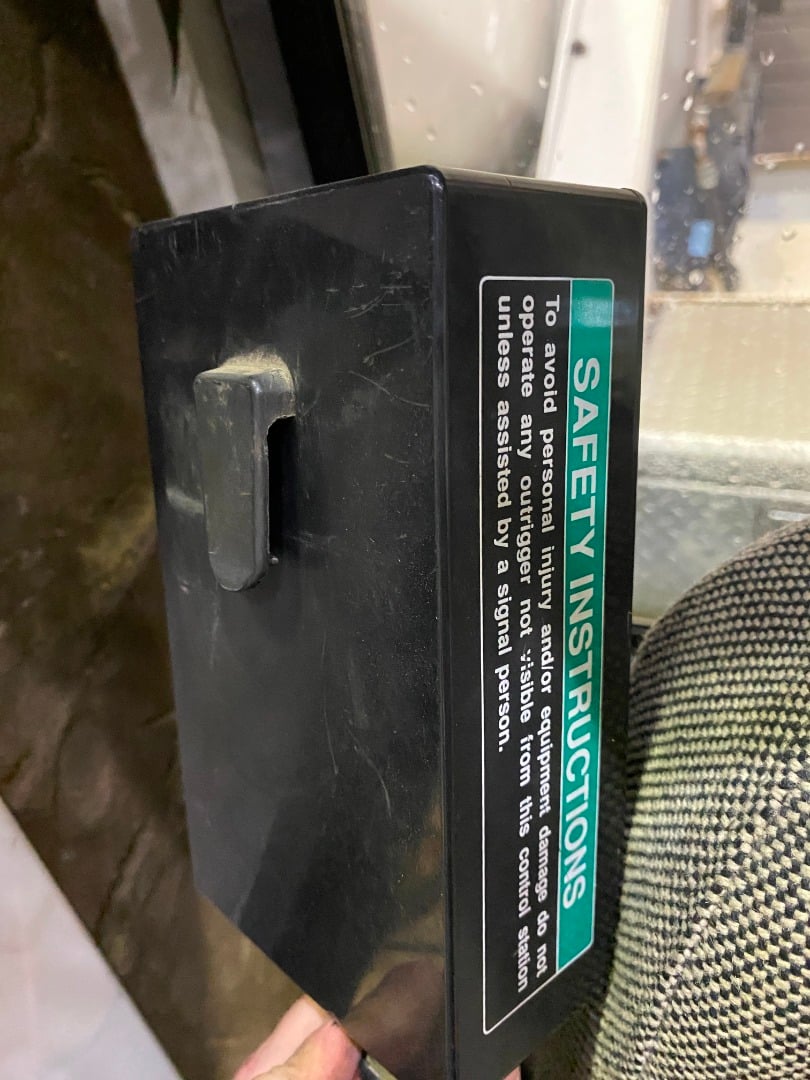 SAFETY INSTRUCTIONS
To avoid personal injury and/or equipment damage do not
operate any outrigger not visible from this control station
unless assisted by a signal person.